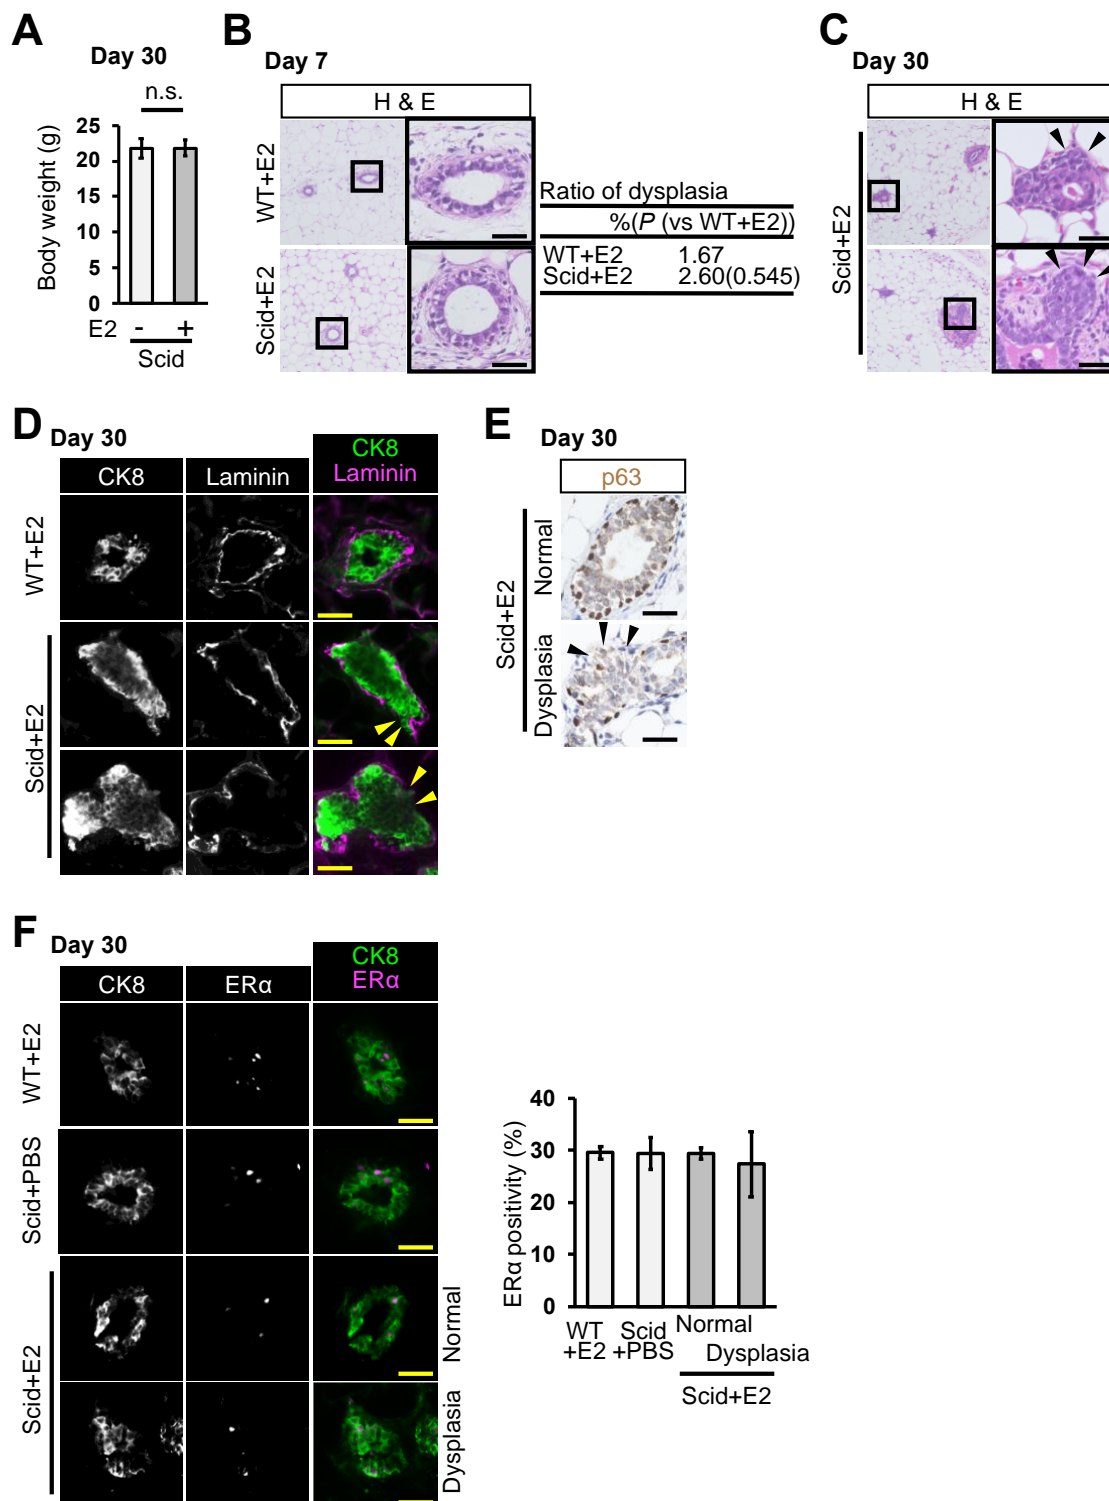 A
Day 30
n.s.
Body weight (g)
25
20
15
10
5
0
E2 - +
Scid
B
Day 7
H & E
WT+E2
Scid+E2
Ratio of dysplasia
%(P (vs WT+E2))
WT+E2 1.67
Scid+E2 2.60(0.545)
C
Day 30
H & E
Scid+E2
D
Day 30
CK8
Laminin
CK8
Laminin
WT+E2
Scid+E2
E
Day 30
p63
Scid+E2
Normal
Dysplasia
F
Day 30
CK8
ERα
CK8
ERα
WT+E2
Scid+PBS
Scid+E2
Normal
Dysplasia
ERα positivity (%)
40
30
20
10
0
WT
+E2
Scid
+PBS
Normal
Dysplasia
Scid+E2